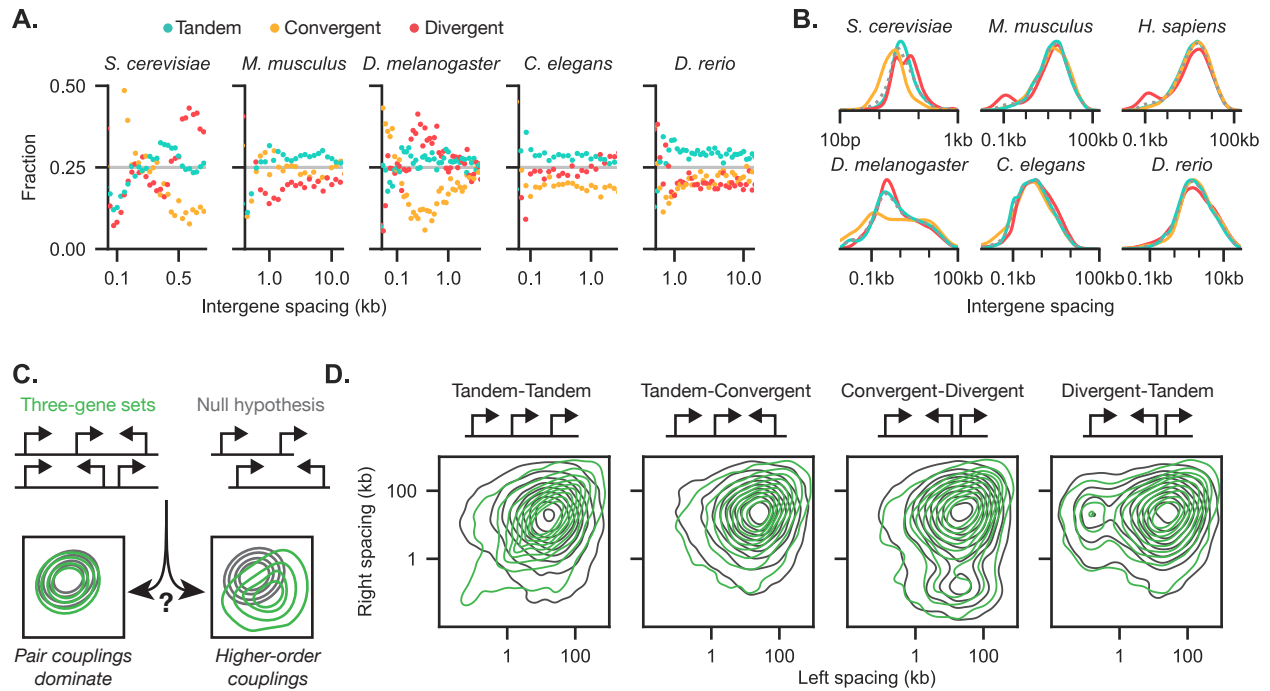 A.
Tandem Convergent Divergent
S. cerevisiae M. musculus D. melanogaster C. elegans D. rerio
0.50
0.25
0.00
Fraction
0.1 0.5 1.0 10.0 0.1 1.0 0.1 1.0 1.0 10.0
Intergene spacing (kb)
B.
S. cerevisiae M. musculus H. sapiens
10bp 1kb 0.1kb 100kb 0.1kb 100kb
D. melanogaster C. elegans D. rerio
0.1kb 100kb 0.1kb 100kb 0.1kb 10kb
Intergene spacing
C.
Three-gene sets Null hypothesis
?
Pair couplings
dominate
Higher-order
couplings
D.
Tandem-Tandem Tandem-Convergent Convergent-Divergent Divergent-Tandem
Right spacing (kb)
100
1
1 100 1 100 1 100 1 100
Left spacing (kb)